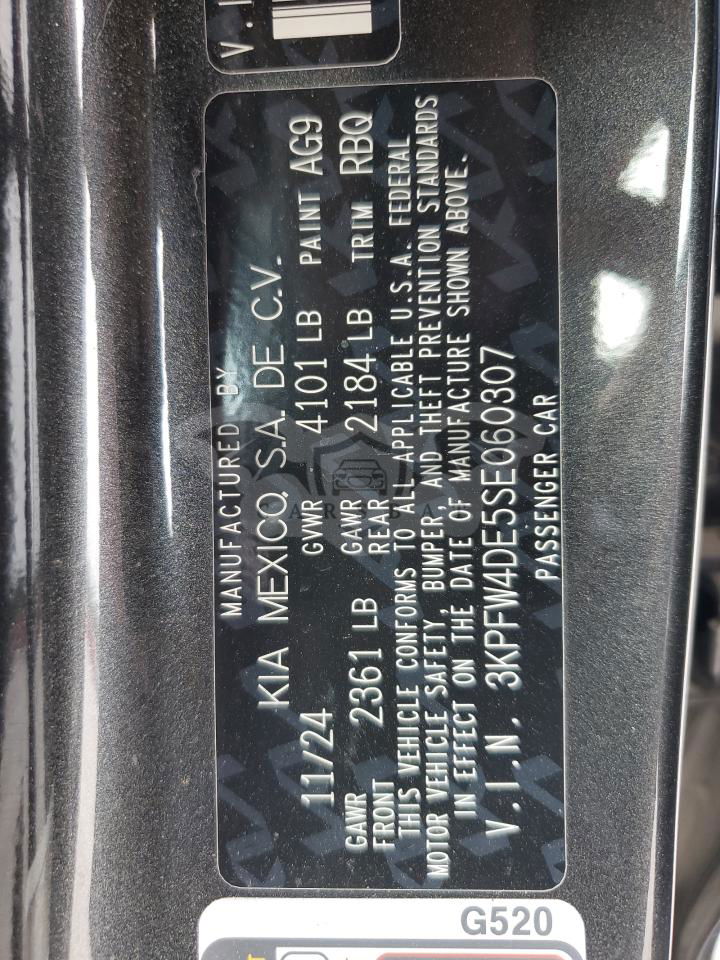 V.I
MANUFACTURED BY
KIA MEXICO, S.A. DE C.V.
11/24 GVWR 4101 LB PAINT AG9
GAWR FRONT 2361 LB GAWR REAR 2184 LB TRIM RBQ
THIS VEHICLE CONFORMS TO ALL APPLICABLE U.S.A. FEDERAL
MOTOR VEHICLE SAFETY, BUMPER, AND THEFT PREVENTION STANDARDS
IN EFFECT ON THE DATE OF MANUFACTURE SHOWN ABOVE.
V.I.N. 3KPFW4DE5SE060307
PASSENGER CAR
G520